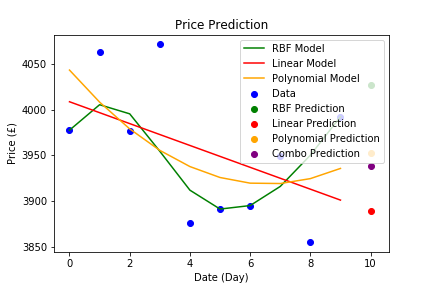 Price Prediction
Price (£)
4050
4000
3950
3900
3850
0
2
4
6
8
10
Date (Day)
RBF Model
Linear Model
Polynomial Model
Data
RBF Prediction
Linear Prediction
Polynomial Prediction
Combo Prediction